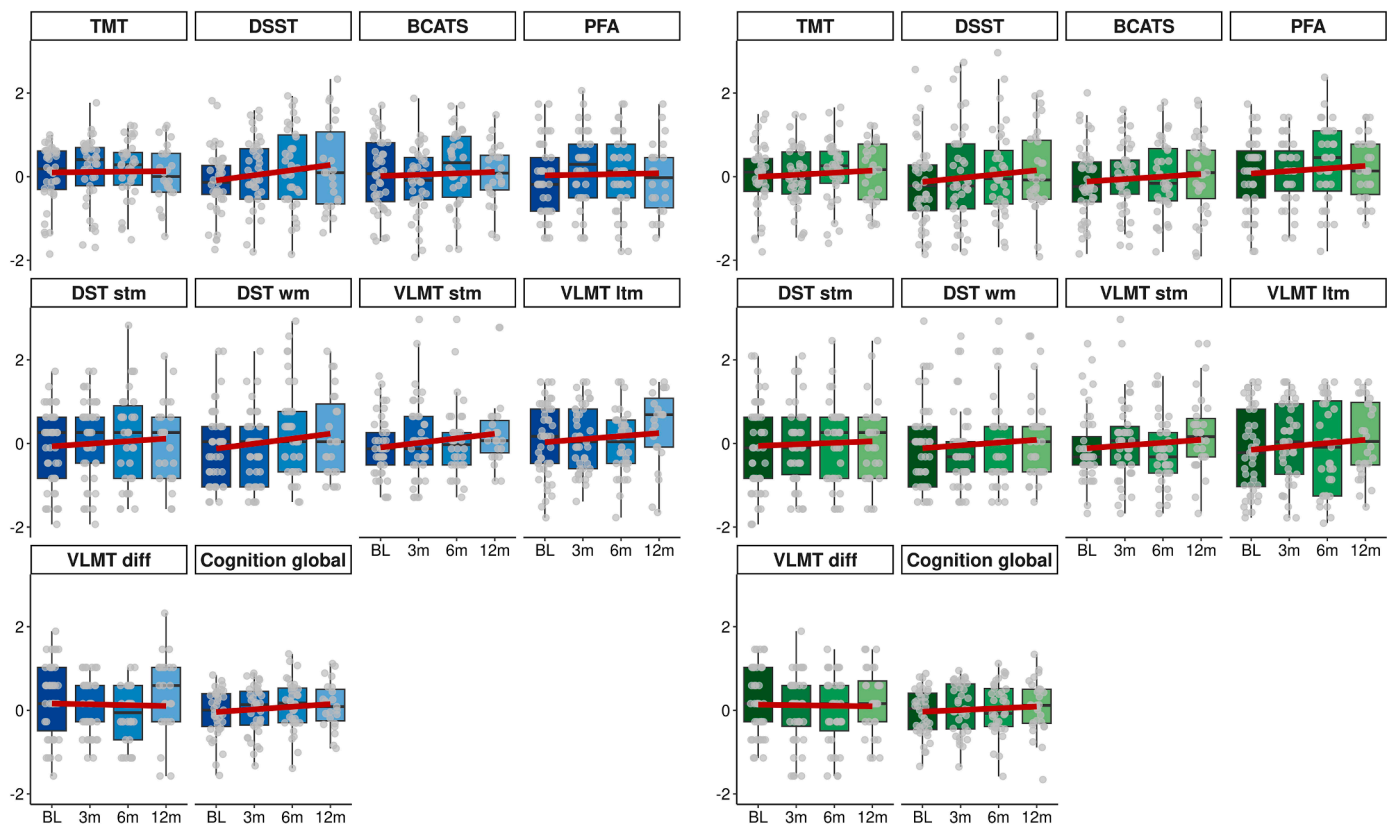 TMT DSST BCATS PFA TMT DSST BCATS PFA
2 2
0 0
-2 -2
DST stm DST wm VLMT stm VLMT ltm DST stm DST wm VLMT stm VLMT ltm
2 2
0 0
-2 -2
BL 3m 6m 12m BL 3m 6m 12m BL 3m 6m 12m BL 3m 6m 12m
VLMT diff Cognition global VLMT diff Cognition global
2 2
0 0
-2 -2
BL 3m 6m 12m BL 3m 6m 12m BL 3m 6m 12m BL 3m 6m 12m